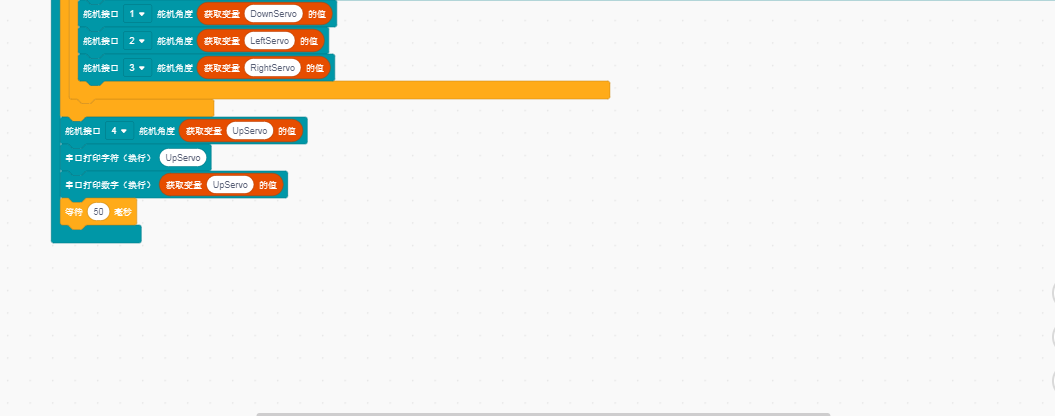 舵机接口 1 舵机角度 获取变量 DownServo 的值
舵机接口 2 舵机角度 获取变量 LeftServo 的值
舵机接口 3 舵机角度 获取变量 RightServo 的值
舵机接口 4 舵机角度 获取变量 UpServo 的值
串口打印字符（换行） UpServo
串口打印数字（换行） 获取变量 UpServo 的值
等待 50 毫秒